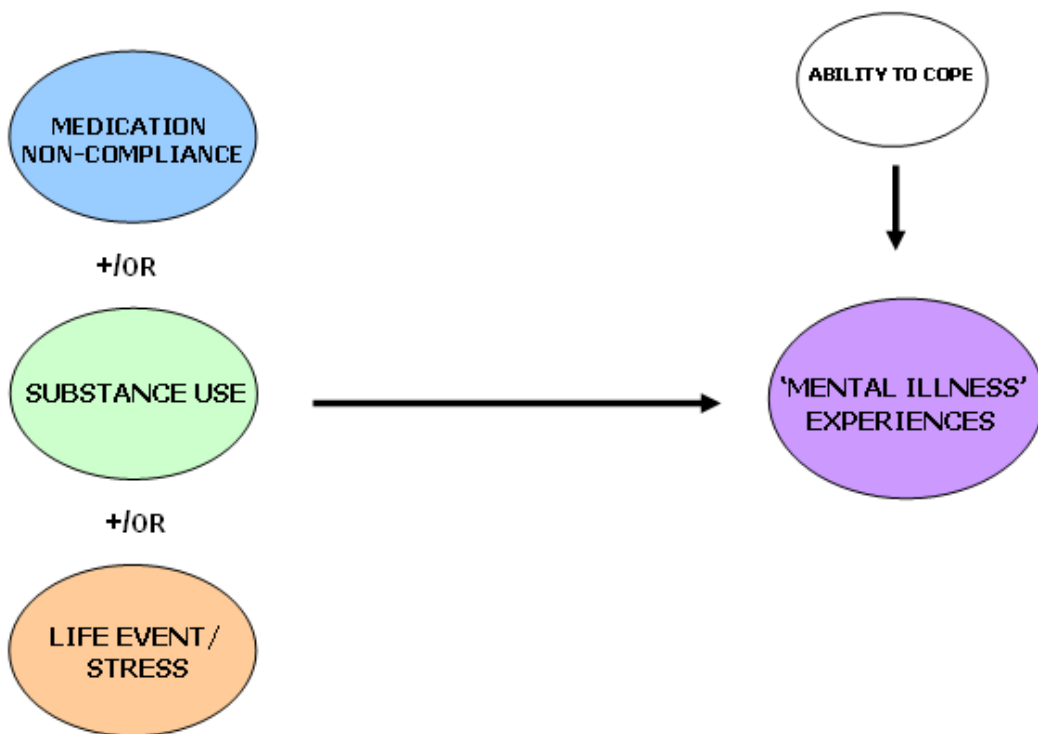 MEDICATION
NON-COMPLIANCE
+/OR
SUBSTANCE USE
+/OR
LIFE EVENT/
STRESS
ABILITY TO COPE
‘MENTAL ILLNESS’
EXPERIENCES